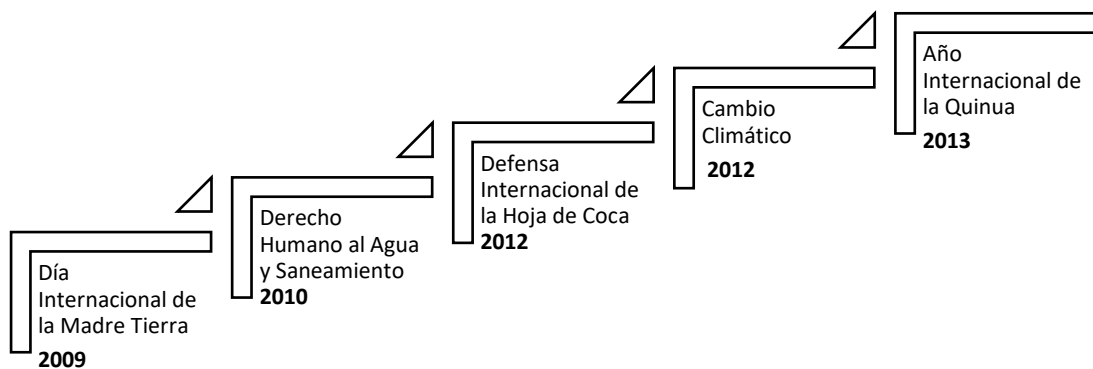 Día
Internacional de
la Madre Tierra
2009
Derecho
Humano al Agua
y Saneamiento
2010
Defensa
Internacional de
la Hoja de Coca
2012
Cambio
Climático
2012
Año
Internacional de
la Quinua
2013